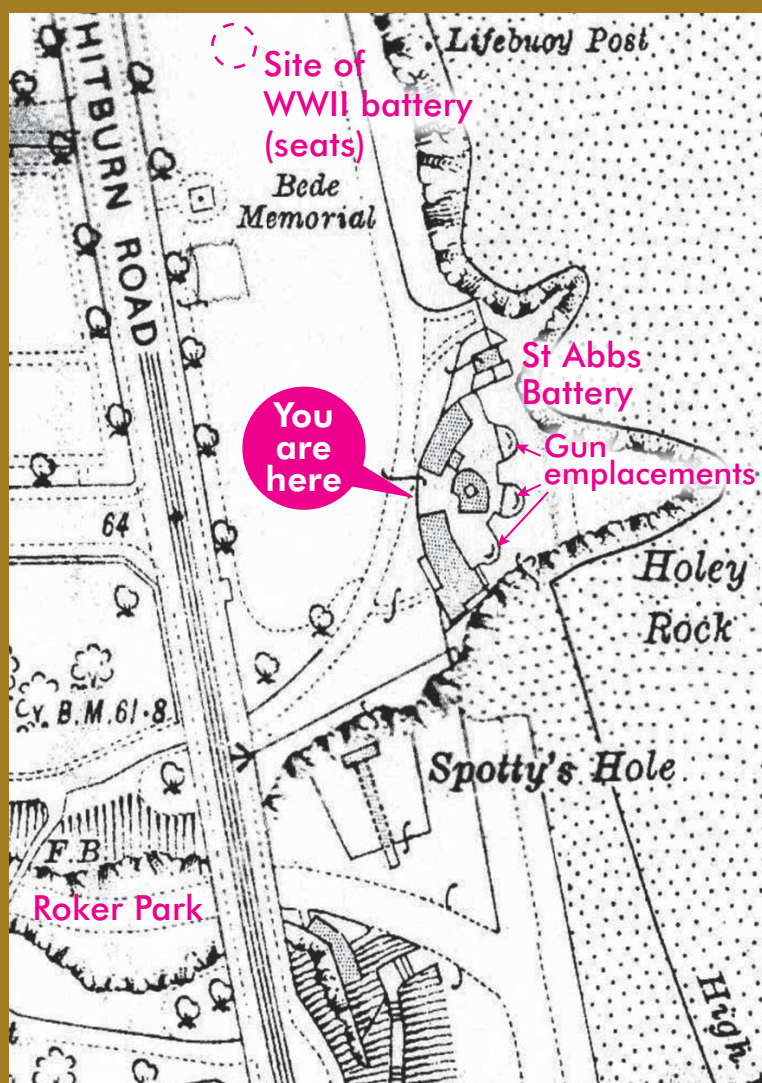 Lifebuoy Post
Site of
WWII battery
(seats)
Bede
Memorial
HITBURN ROAD
St Abbs
Battery
You
are
here
Gun
emplacements
64
Holey
Rock
B.M. 61·8
Spotty's Hole
F.B
Roker Park
High